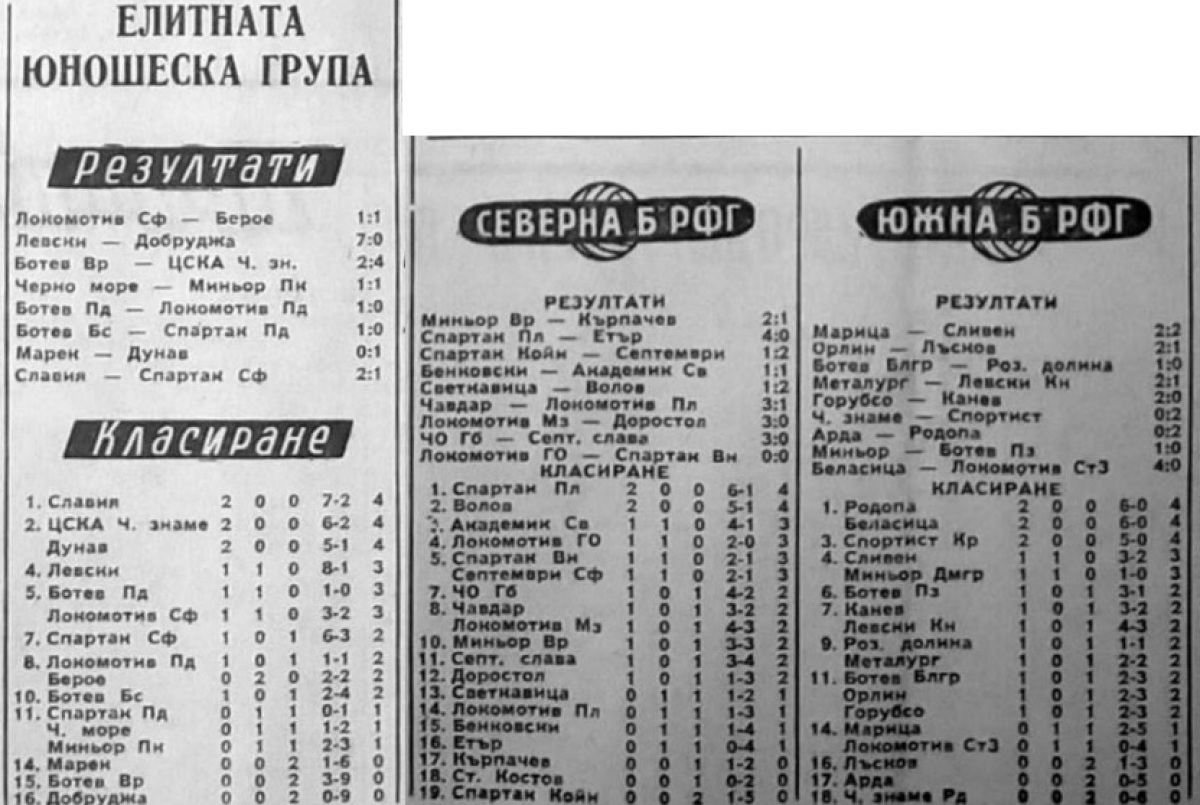 ЕЛИТНАТА
ЮНОШЕСКА ГРУПА
Резултати
Локомотив Сф — Берое 1:1
Левски — Добруджа 7:0
Ботев Вр — ЦСКА Ч. зн. 2:4
Черно море — Миньор Пк 1:1
Ботев Пд — Локомотив Пд 1:0
Ботев Бс — Спартак Пд 1:0
Марек — Дунав 0:1
Славия — Спартак Сф 2:1
Класиране
1. Славия 2 0 0 7-2 4
2. ЦСКА Ч. знаме 2 0 0 6-2 4
Дунав 2 0 0 5-1 4
4. Левски 1 1 0 8-1 3
5. Ботев Пд 1 1 0 1-0 3
Локомотив Сф 1 1 0 3-2 3
7. Спартак Сф 1 0 1 6-3 2
8. Локомотив Пд 1 0 1 1-1 2
Берое 0 2 0 2-2 2
10. Ботев Бс 1 0 1 2-4 2
11. Спартак Пд 0 1 1 0-1 1
Ч. море 0 1 1 1-2 1
Миньор Пк 0 1 1 2-3 1
14. Марек 0 0 2 1-6 0
15. Ботев Вр 0 0 2 3-9 0
16. Добруджа 0 0 2 0-9 0
СЕВЕРНА Б РФГ
РЕЗУЛТАТИ
Миньор Вр — Кърпачев 2:1
Спартак Пл — Етър 4:0
Спартак Койн — Септември 1:2
Бенковски — Академик Св 1:1
Светкавица — Волов 1:2
Чавдар — Локомотив Пл 3:1
Локомотив Мз — Доростол 3:0
ЧО Гб — Септ. слава 3:0
Локомотив ГО — Спартак Вн 0:0
КЛАСИРАНЕ
1. Спартак Пл 2 0 0 6-1 4
2. Волов 2 0 0 5-1 4
3. Академик Св 1 1 0 4-1 3
4. Локомотив ГО 1 1 0 2-0 3
5. Спартак Вн 1 1 0 2-1 3
Септември Сф 1 1 0 2-1 3
7. ЧО Гб 1 0 1 4-2 2
8. Чавдар 1 0 1 3-2 2
Локомотив Мз 1 0 1 4-3 2
10. Миньор Вр 1 0 1 3-3 2
11. Септ. слава 1 0 1 3-4 2
12. Доростол 1 0 1 1-3 2
13. Светкавица 0 1 1 1-2 1
14. Локомотив Пл 0 1 1 1-3 1
15. Бенковски 0 1 1 1-4 1
16. Етър 0 1 1 0-4 1
17. Кърпачев 0 0 1 1-2 0
18. Ст. Костов 0 0 1 0-2 0
19. Спартак Койн 0 0 2 1-5 0
ЮЖНА Б РФГ
РЕЗУЛТАТИ
Марица — Сливен 2:2
Орлин — Лъсков 2:1
Ботев Блгр — Роз. долина 1:0
Металург — Левски Кн 2:1
Горубсо — Канев 2:0
Ч. знаме — Спортист 0:2
Арда — Родопа 0:2
Миньор — Ботев Пз 1:0
Беласица — Локомотив СтЗ 4:0
КЛАСИРАНЕ
1. Родопа 2 0 0 6-0 4
Беласица 2 0 0 6-0 4
3. Спортист Кр 2 0 0 5-0 4
4. Сливен 1 1 0 3-2 3
Миньор Дмгр 1 1 0 1-0 3
6. Ботев Пз 1 0 1 3-1 2
7. Канев 1 0 1 3-2 2
Левски Кн 1 0 1 4-3 2
9. Роз. долина 1 0 1 1-1 2
Металург 1 0 1 2-2 2
11. Ботев Блгр 1 0 1 2-3 2
Орлин 1 0 1 2-3 2
Горубсо 1 0 1 2-3 2
14. Марица 0 1 1 2-5 1
Локомотив СтЗ 0 1 1 0-4 1
16. Лъсков 0 0 2 1-3 0
17. Арда 0 0 2 0-5 0
18. Ч. знаме Рд 0 0 2 0-6 0